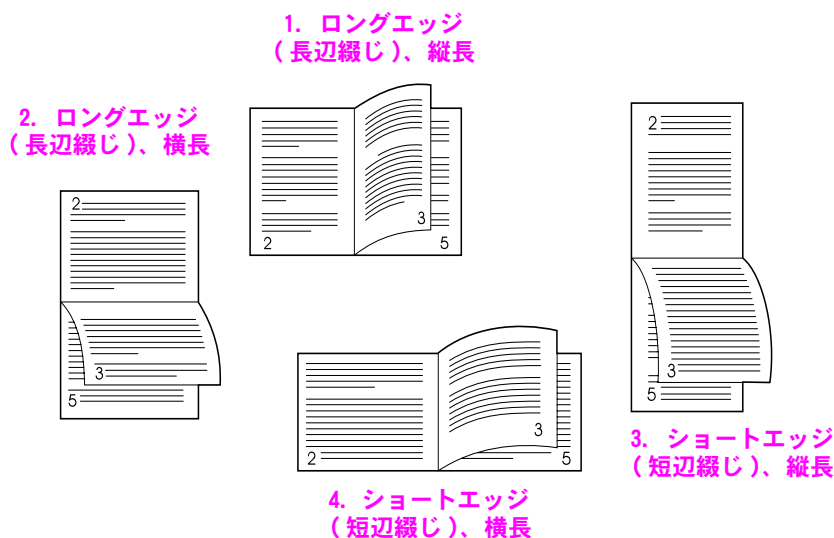 1. ロングエッジ
(長辺綴じ)、縦長
2. ロングエッジ
(長辺綴じ)、横長
2
3
5
2
3
5
2
3
5
2
3
5
3. ショートエッジ
(短辺綴じ)、縦長
4. ショートエッジ
(短辺綴じ)、横長